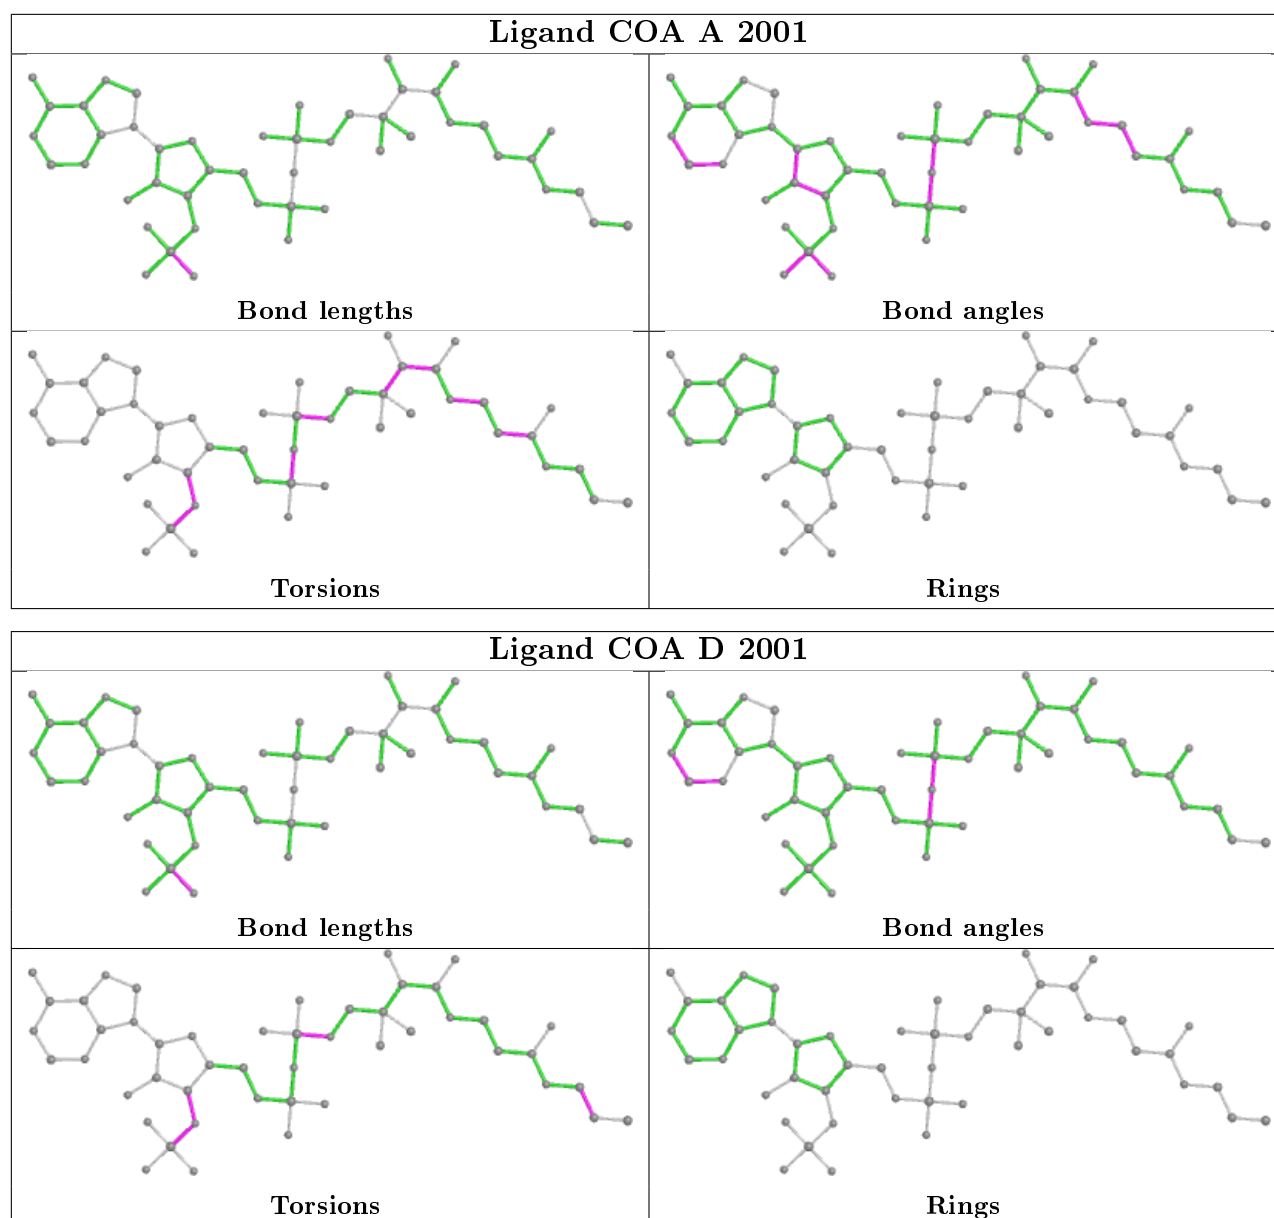 Ligand COA A 2001
Bond lengths
Bond angles
Torsions
Rings
Ligand COA D 2001
Bond lengths
Bond angles
Torsions
Rings